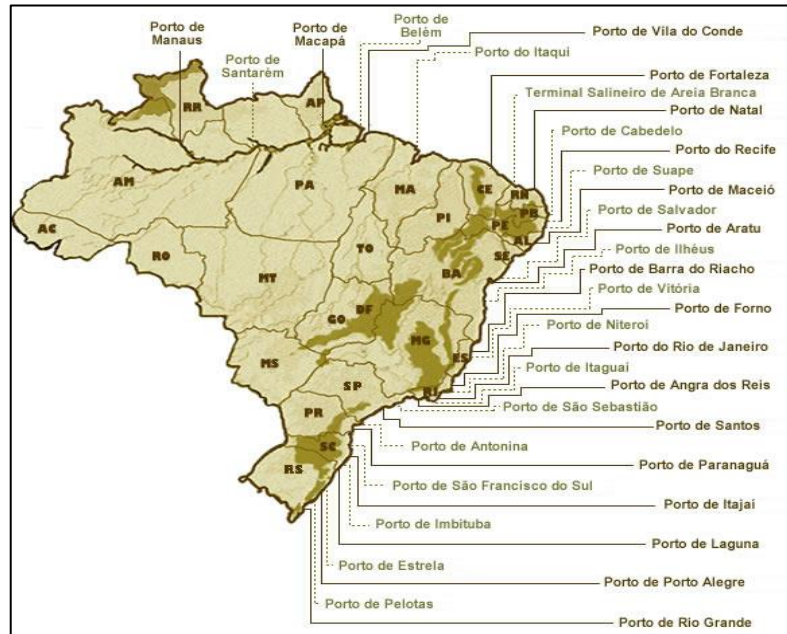 Porto de
Manaus
Porto de
Santarém
Porto de
Macapá
Porto de
Belém
Porto de Vila do Conde
Porto do Itaqui
Porto de Fortaleza
Terminal Salineiro de Areia Branca
Porto de Natal
Porto de Cabedelo
Porto do Recife
Porto de Suape
Porto de Maceió
Porto de Salvador
Porto de Aratu
Porto de Ilhéus
Porto de Barra do Riacho
Porto de Vitória
Porto de Forno
Porto de Niteroi
Porto do Rio de Janeiro
Porto de Itaguaí
Porto de Angra dos Reis
Porto de São Sebastião
Porto de Santos
Porto de Antonina
Porto de Paranaguá
Porto de São Francisco do Sul
Porto de Itajaí
Porto de Imbituba
Porto de Laguna
Porto de Estrela
Porto de Porto Alegre
Porto de Pelotas
Porto de Rio Grande
RR
AP
AM
PA
MA
CE
RN
PB
PI
PE
AL
AC
TO
SE
RO
BA
MT
DF
GO
MG
ES
MS
SP
RJ
PR
SC
RS